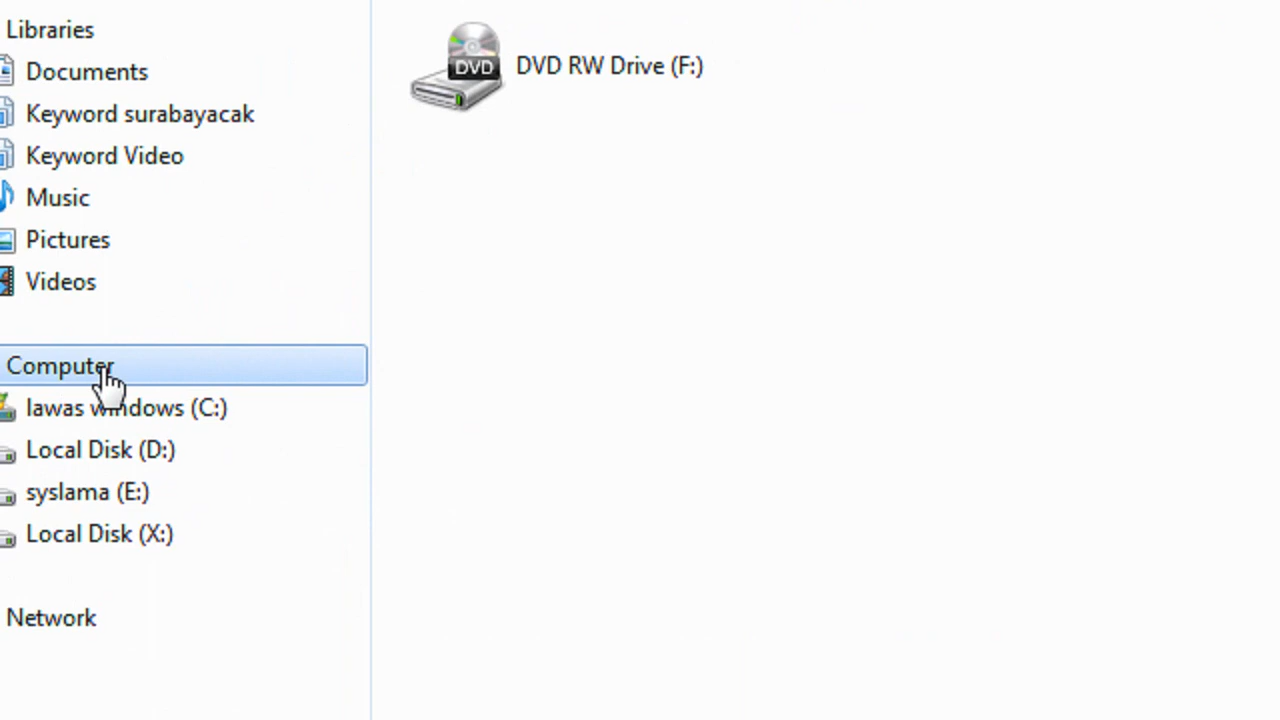 Libraries
Documents
Keyword surabayacak
Keyword Video
Music
Pictures
Videos
Computer
lawas windows (C:)
Local Disk (D:)
syslama (E:)
Local Disk (X:)
Network
DVD RW Drive (F:)
DVD